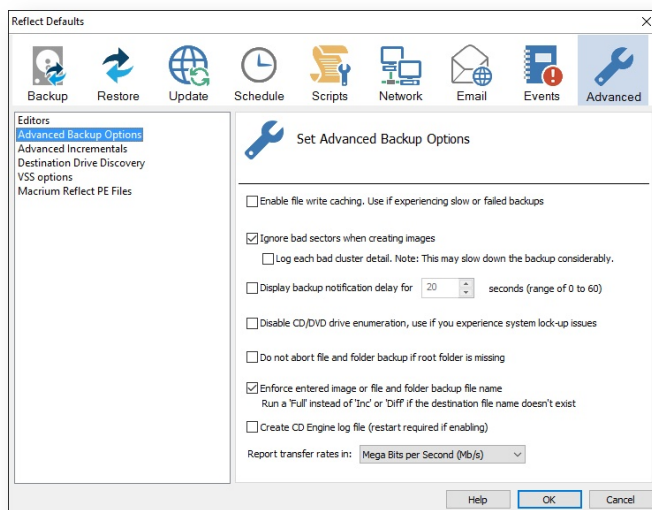 Reflect Defaults
Backup
Restore
Update
Schedule
Scripts
Network
Email
Events
Advanced
Editors
Advanced Backup Options
Advanced Incrementals
Destination Drive Discovery
VSS options
Macrium Reflect PE Files
Set Advanced Backup Options
Enable file write caching. Use if experiencing slow or failed backups
Ignore bad sectors when creating images
Log each bad cluster detail. Note: This may slow down the backup considerably.
Display backup notification delay for 20 seconds (range of 0 to 60)
Disable CD/DVD drive enumeration, use if you experience system lock-up issues
Do not abort file and folder backup if root folder is missing
Enforce entered image or file and folder backup file name
Run a 'Full' instead of 'Inc' or 'Diff' if the destination file name doesn't exist
Create CD Engine log file (restart required if enabling)
Report transfer rates in: Mega Bits per Second (Mb/s)
Help
OK
Cancel